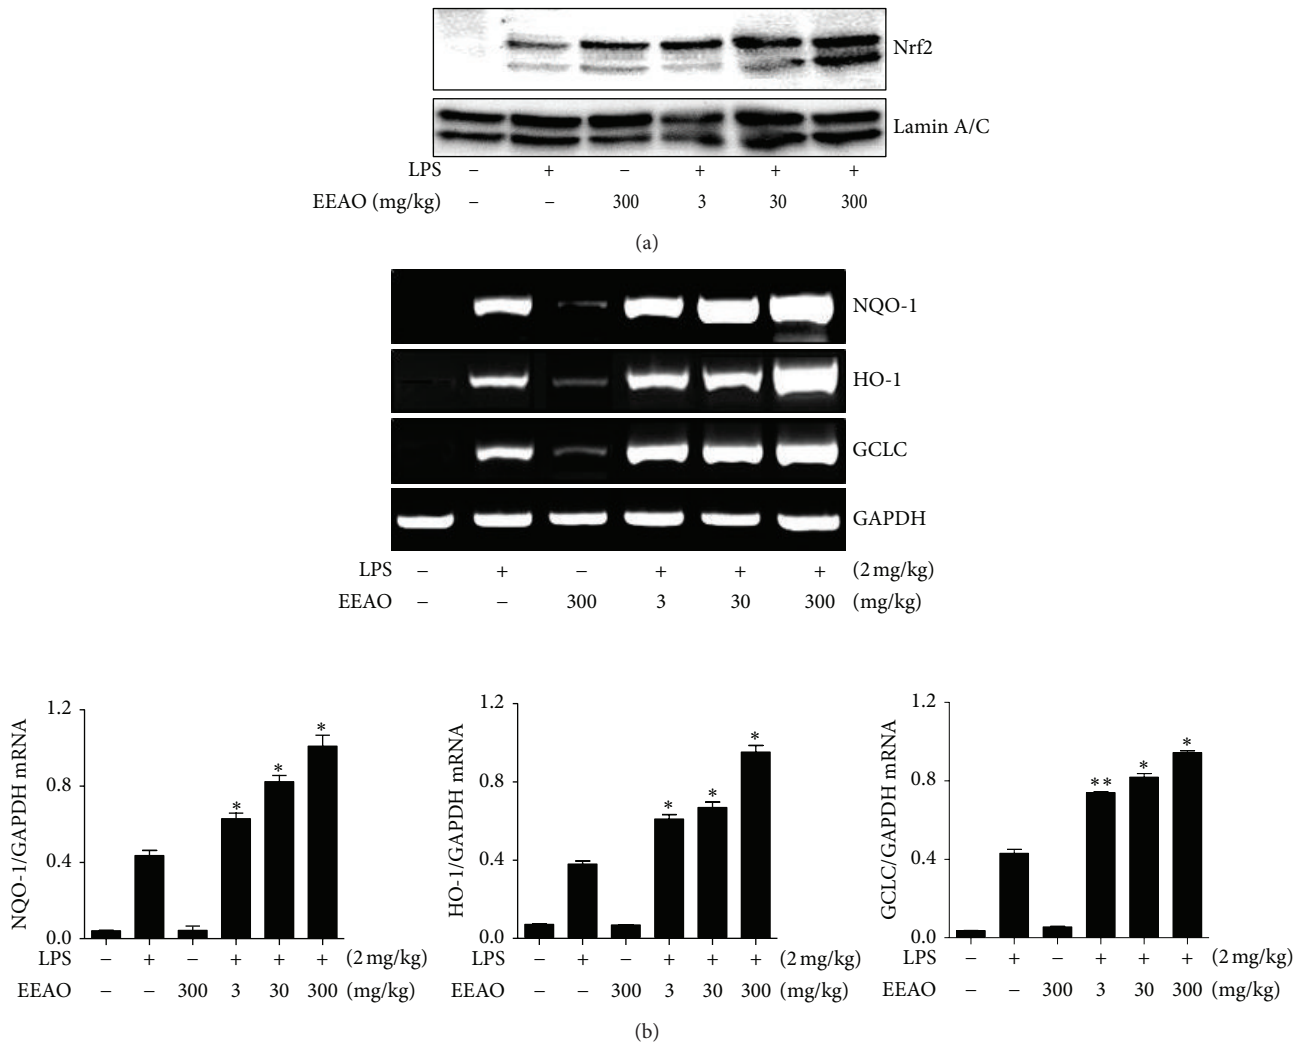 Nrf2
Lamin A/C
LPS − + − + + +
EEAO (mg/kg) − − 300 3 30 300
(a)
NQO-1
HO-1
GCLC
GAPDH
LPS − + − + + + (2 mg/kg)
EEAO − − 300 3 30 300 (mg/kg)
NQO-1/GAPDH mRNA
1.2
0.8
0.4
0.0
* * *
LPS − + − + + + (2 mg/kg)
EEAO − − 300 3 30 300 (mg/kg)
HO-1/GAPDH mRNA
1.2
0.8
0.4
0.0
* * *
LPS − + − + + + (2 mg/kg)
EEAO − − 300 3 30 300 (mg/kg)
GCLC/GAPDH mRNA
1.2
0.8
0.4
0.0
** * *
LPS − + − + + + (2 mg/kg)
EEAO − − 300 3 30 300 (mg/kg)
(b)